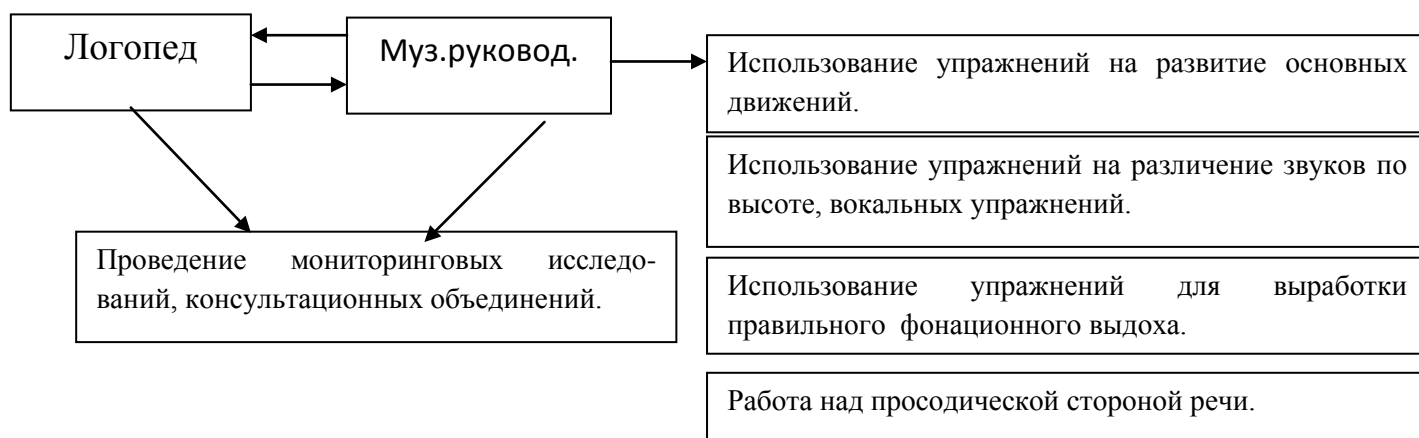 Логопед
Муз.руковод.
Использование упражнений на развитие основных
движений.
Использование упражнений на различение звуков по
высоте, вокальных упражнений.
Проведение мониторинговых исследо-
ваний, консультационных объединений.
Использование упражнений для выработки
правильного фонационного выдоха.
Работа над просодической стороной речи.